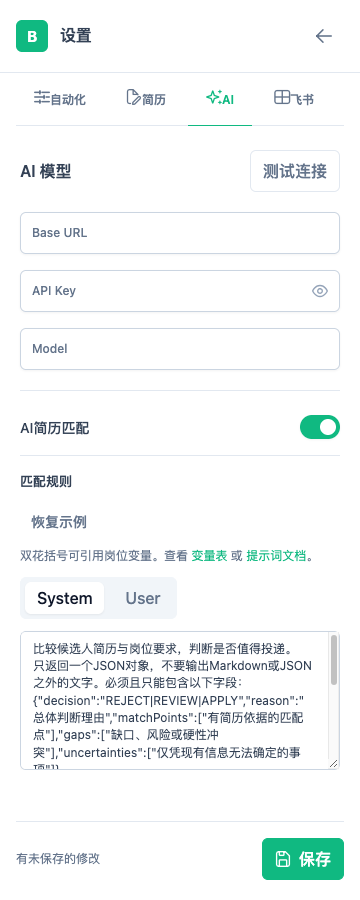 B 设置
自动化 简历 AI 飞书
AI 模型 测试连接
Base URL
API Key
Model
AI简历匹配
匹配规则
恢复示例
双花括号可引用岗位变量。查看 变量表 或 提示词文档。
System User
比较候选人简历与岗位要求，判断是否值得投递。
只返回一个JSON对象，不要输出Markdown或JSON
之外的文字。必须且只能包含以下字段：
{"decision":"REJECT|REVIEW|APPLY","reason":"
总体判断理由","matchPoints":["有简历依据的匹配
点"],"gaps":["缺口、风险或硬性冲
突"],"uncertainties":["仅凭现有信息无法确定的事
项"]}
有未保存的修改 保存